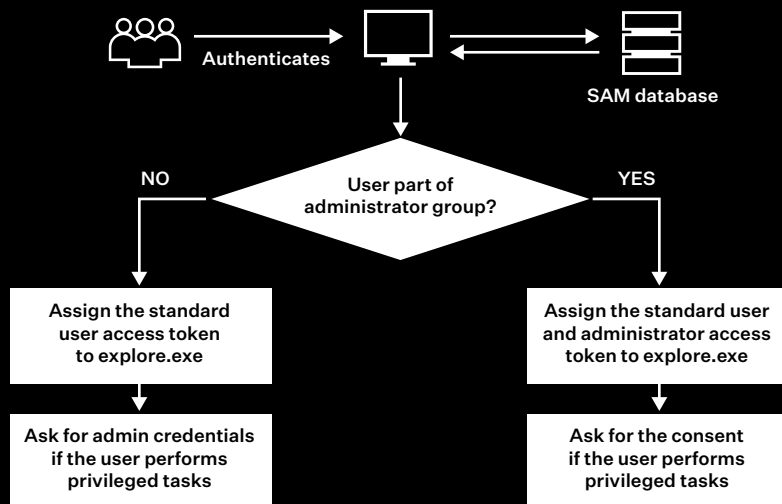 Authenticates
SAM database
NO
User part of
administrator group?
YES
Assign the standard
user access token
to explore.exe
Assign the standard user
and administrator access
token to explore.exe
Ask for admin credentials
if the user performs
privileged tasks
Ask for the consent
if the user performs
privileged tasks